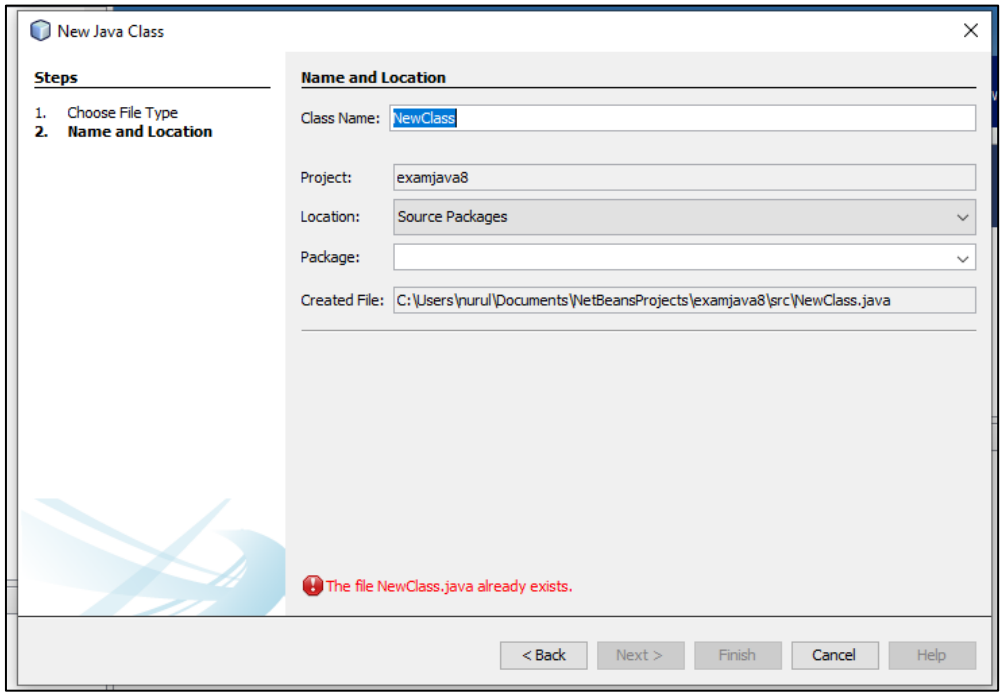 New Java Class
Steps
1. Choose File Type
2. Name and Location
Name and Location
Class Name: NewClass
Project: examjava8
Location: Source Packages
Package:
Created File: C:\Users\nurul\Documents\NetBeansProjects\examjava8\src\NewClass.java
The file NewClass.java already exists.
< Back Next > Finish Cancel Help